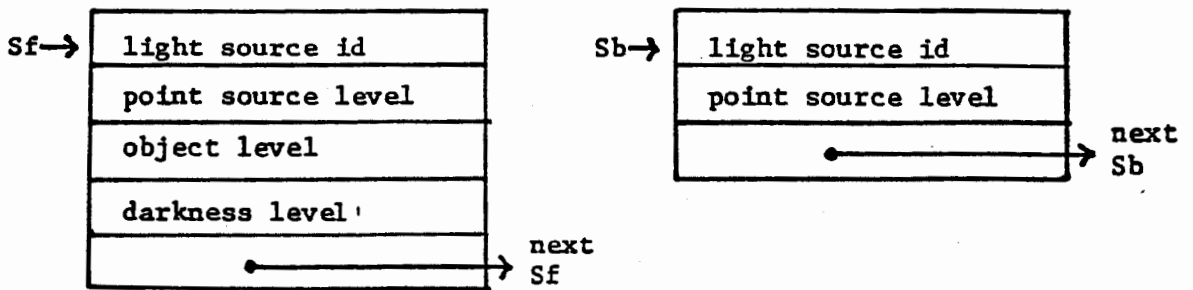 Sf
light source id
point source level
object level
darkness level
next
Sf
Sb
light source id
point source level
next
Sb